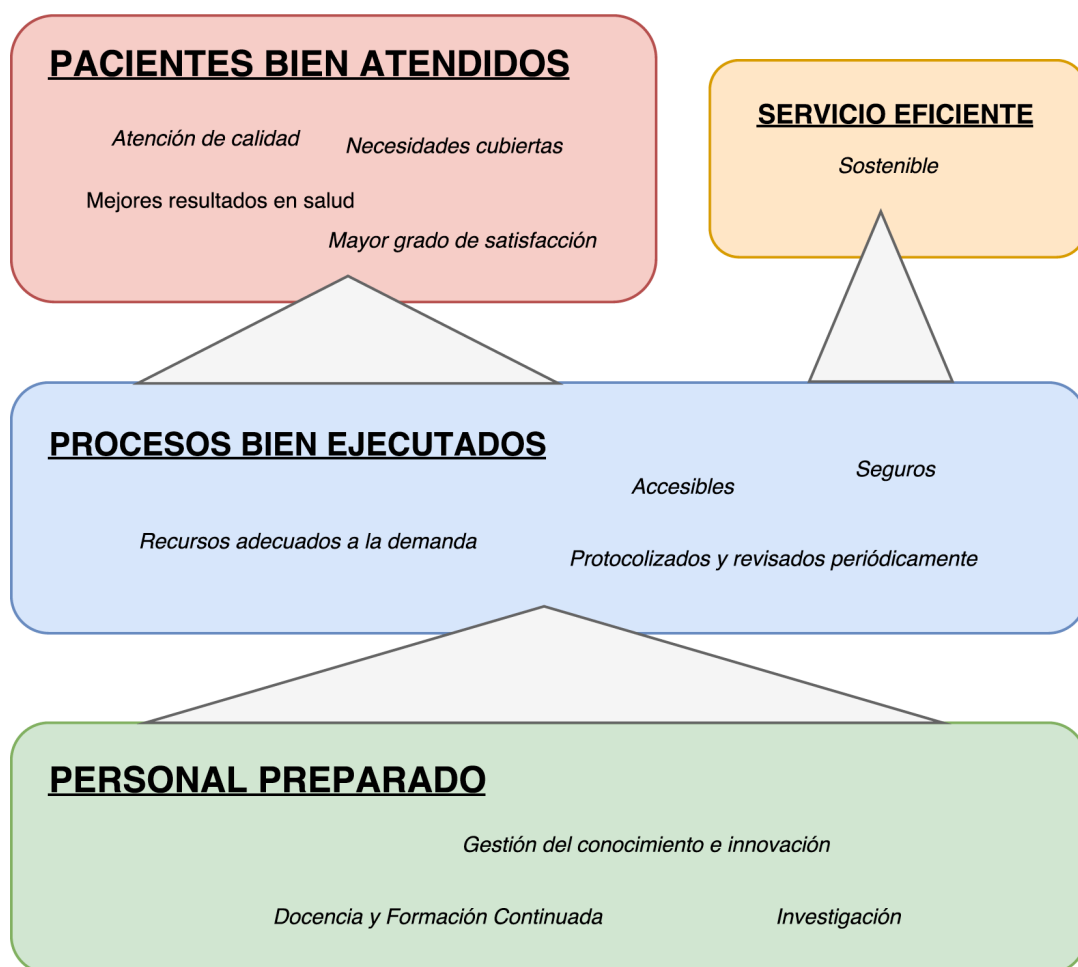 PACIENTES BIEN ATENDIDOS
Atención de calidad
Necesidades cubiertas
Mejores resultados en salud
Mayor grado de satisfacción
SERVICIO EFICIENTE
Sostenible
PROCESOS BIEN EJECUTADOS
Seguros
Accesibles
Recursos adecuados a la demanda
Protocolizados y revisados periódicamente
PERSONAL PREPARADO
Gestión del conocimiento e innovación
Docencia y Formación Continuada
Investigación